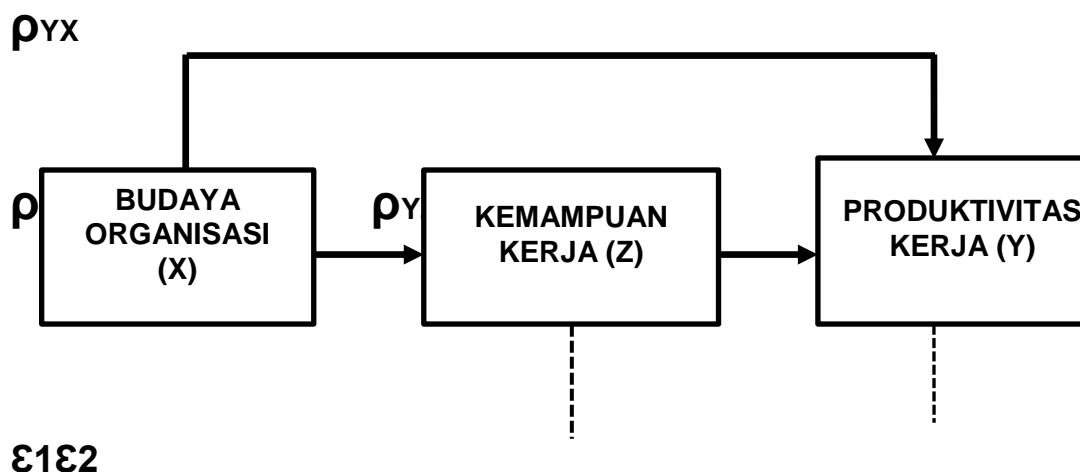 ρYX
ρ
BUDAYA
ORGANISASI
(X)
ρY
KEMAMPUAN
KERJA (Z)
PRODUKTIVITAS
KERJA (Y)
ε1ε2